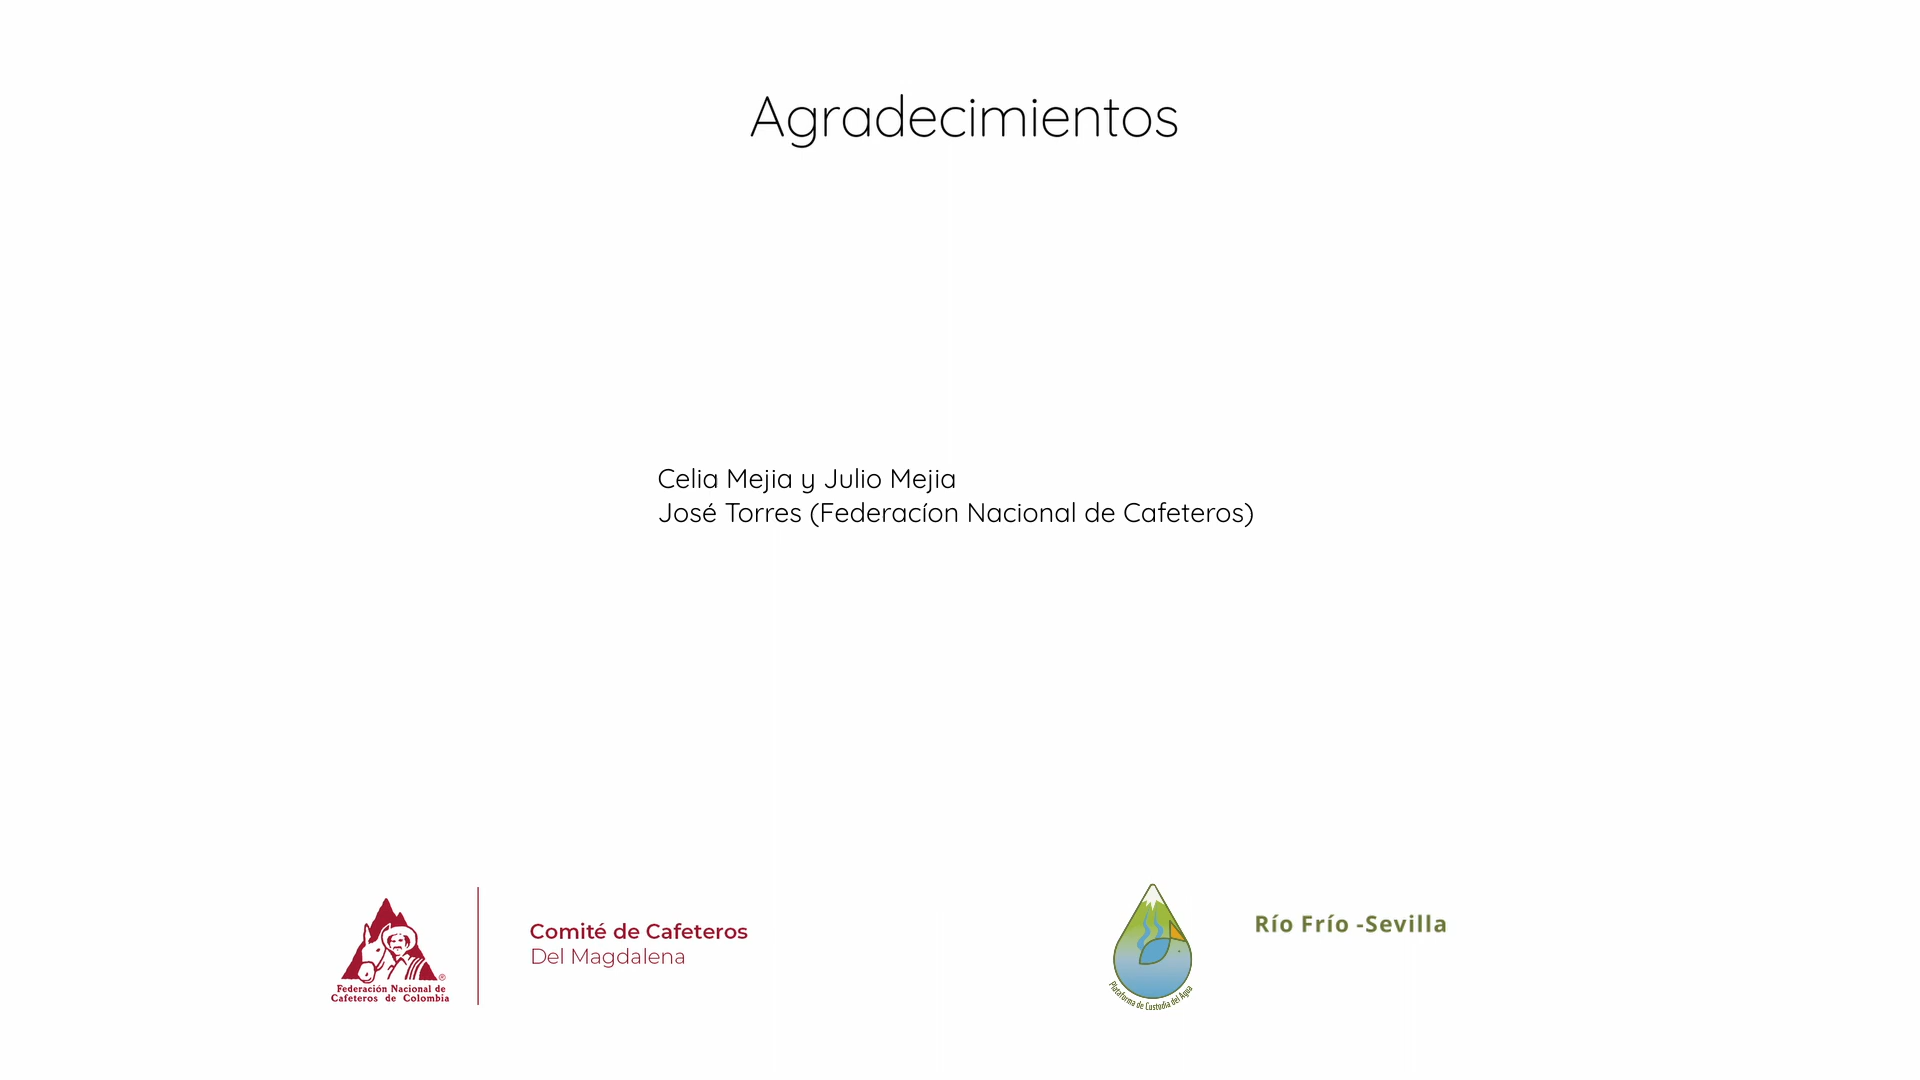 Agradecimientos
Celia Mejia y Julio Mejia
José Torres (Federacíon Nacional de Cafeteros)
Federación Nacional de
Cafeteros de Colombia
®
Comité de Cafeteros
Del Magdalena
Plataforma de Custodia del Agua
Río Frío -Sevilla